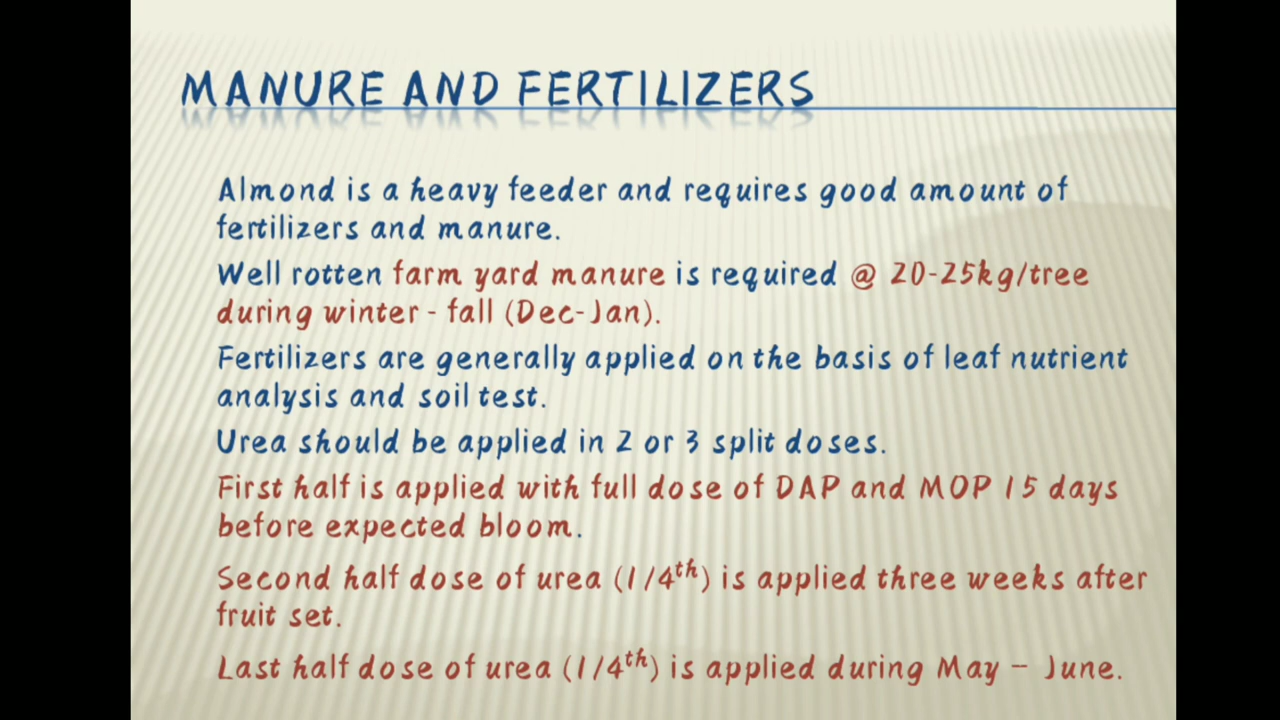 MANURE AND FERTILIZERS
Almond is a heavy feeder and requires good amount of
fertilizers and manure.
Well rotten farm yard manure is required @ 20-25kg/tree
during winter - fall (Dec-Jan).
Fertilizers are generally applied on the basis of leaf nutrient
analysis and soil test.
Urea should be applied in 2 or 3 split doses.
First half is applied with full dose of DAP and MOP 15 days
before expected bloom.
Second half dose of urea (1/4th) is applied three weeks after
fruit set.
Last half dose of urea (1/4th) is applied during May – June.